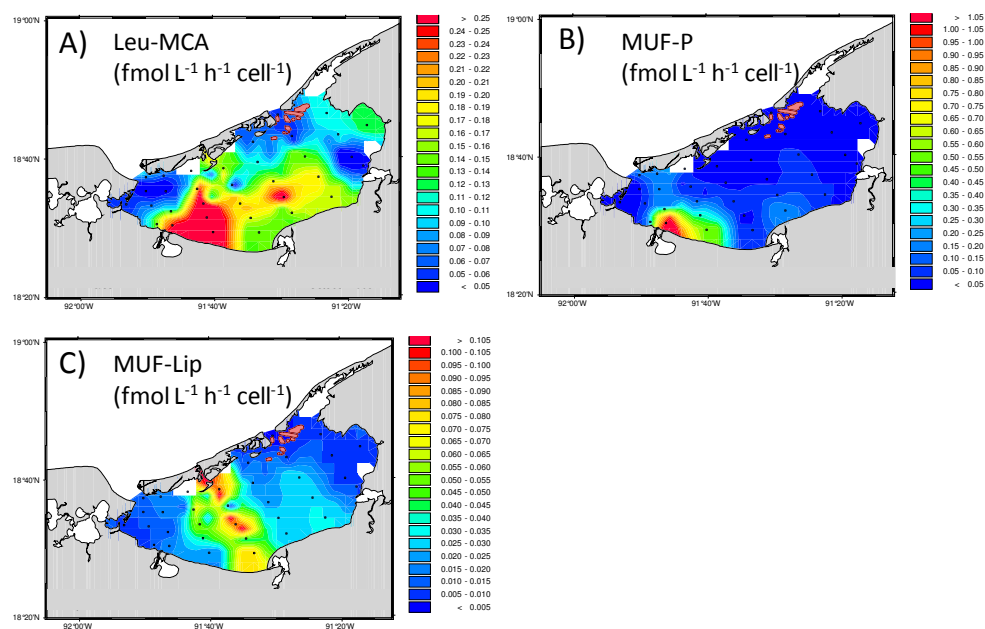 19°00'N
18°40'N
18°20'N
92°00'W
91°40'W
91°20'W
A)
Leu-MCA
(fmol L⁻¹ h⁻¹ cell⁻¹)
> 0.25
0.24 - 0.25
0.23 - 0.24
0.22 - 0.23
0.21 - 0.22
0.20 - 0.21
0.19 - 0.20
0.18 - 0.19
0.17 - 0.18
0.16 - 0.17
0.15 - 0.16
0.14 - 0.15
0.13 - 0.14
0.12 - 0.13
0.11 - 0.12
0.10 - 0.11
0.09 - 0.10
0.08 - 0.09
0.07 - 0.08
0.06 - 0.07
0.05 - 0.06
< 0.05
19°00'N
18°40'N
18°20'N
92°00'W
91°40'W
91°20'W
B)
MUF-P
(fmol L⁻¹ h⁻¹ cell⁻¹)
> 1.05
1.00 - 1.05
0.95 - 1.00
0.90 - 0.95
0.85 - 0.90
0.80 - 0.85
0.75 - 0.80
0.70 - 0.75
0.65 - 0.70
0.60 - 0.65
0.55 - 0.60
0.50 - 0.55
0.45 - 0.50
0.40 - 0.45
0.35 - 0.40
0.30 - 0.35
0.25 - 0.30
0.20 - 0.25
0.15 - 0.20
0.10 - 0.15
0.05 - 0.10
< 0.05
19°00'N
18°40'N
18°20'N
92°00'W
91°40'W
91°20'W
C)
MUF-Lip
(fmol L⁻¹ h⁻¹ cell⁻¹)
> 0.105
0.100 - 0.105
0.095 - 0.100
0.090 - 0.095
0.085 - 0.090
0.080 - 0.085
0.075 - 0.080
0.070 - 0.075
0.065 - 0.070
0.060 - 0.065
0.055 - 0.060
0.050 - 0.055
0.045 - 0.050
0.040 - 0.045
0.035 - 0.040
0.030 - 0.035
0.025 - 0.030
0.020 - 0.025
0.015 - 0.020
0.010 - 0.015
0.005 - 0.010
< 0.005